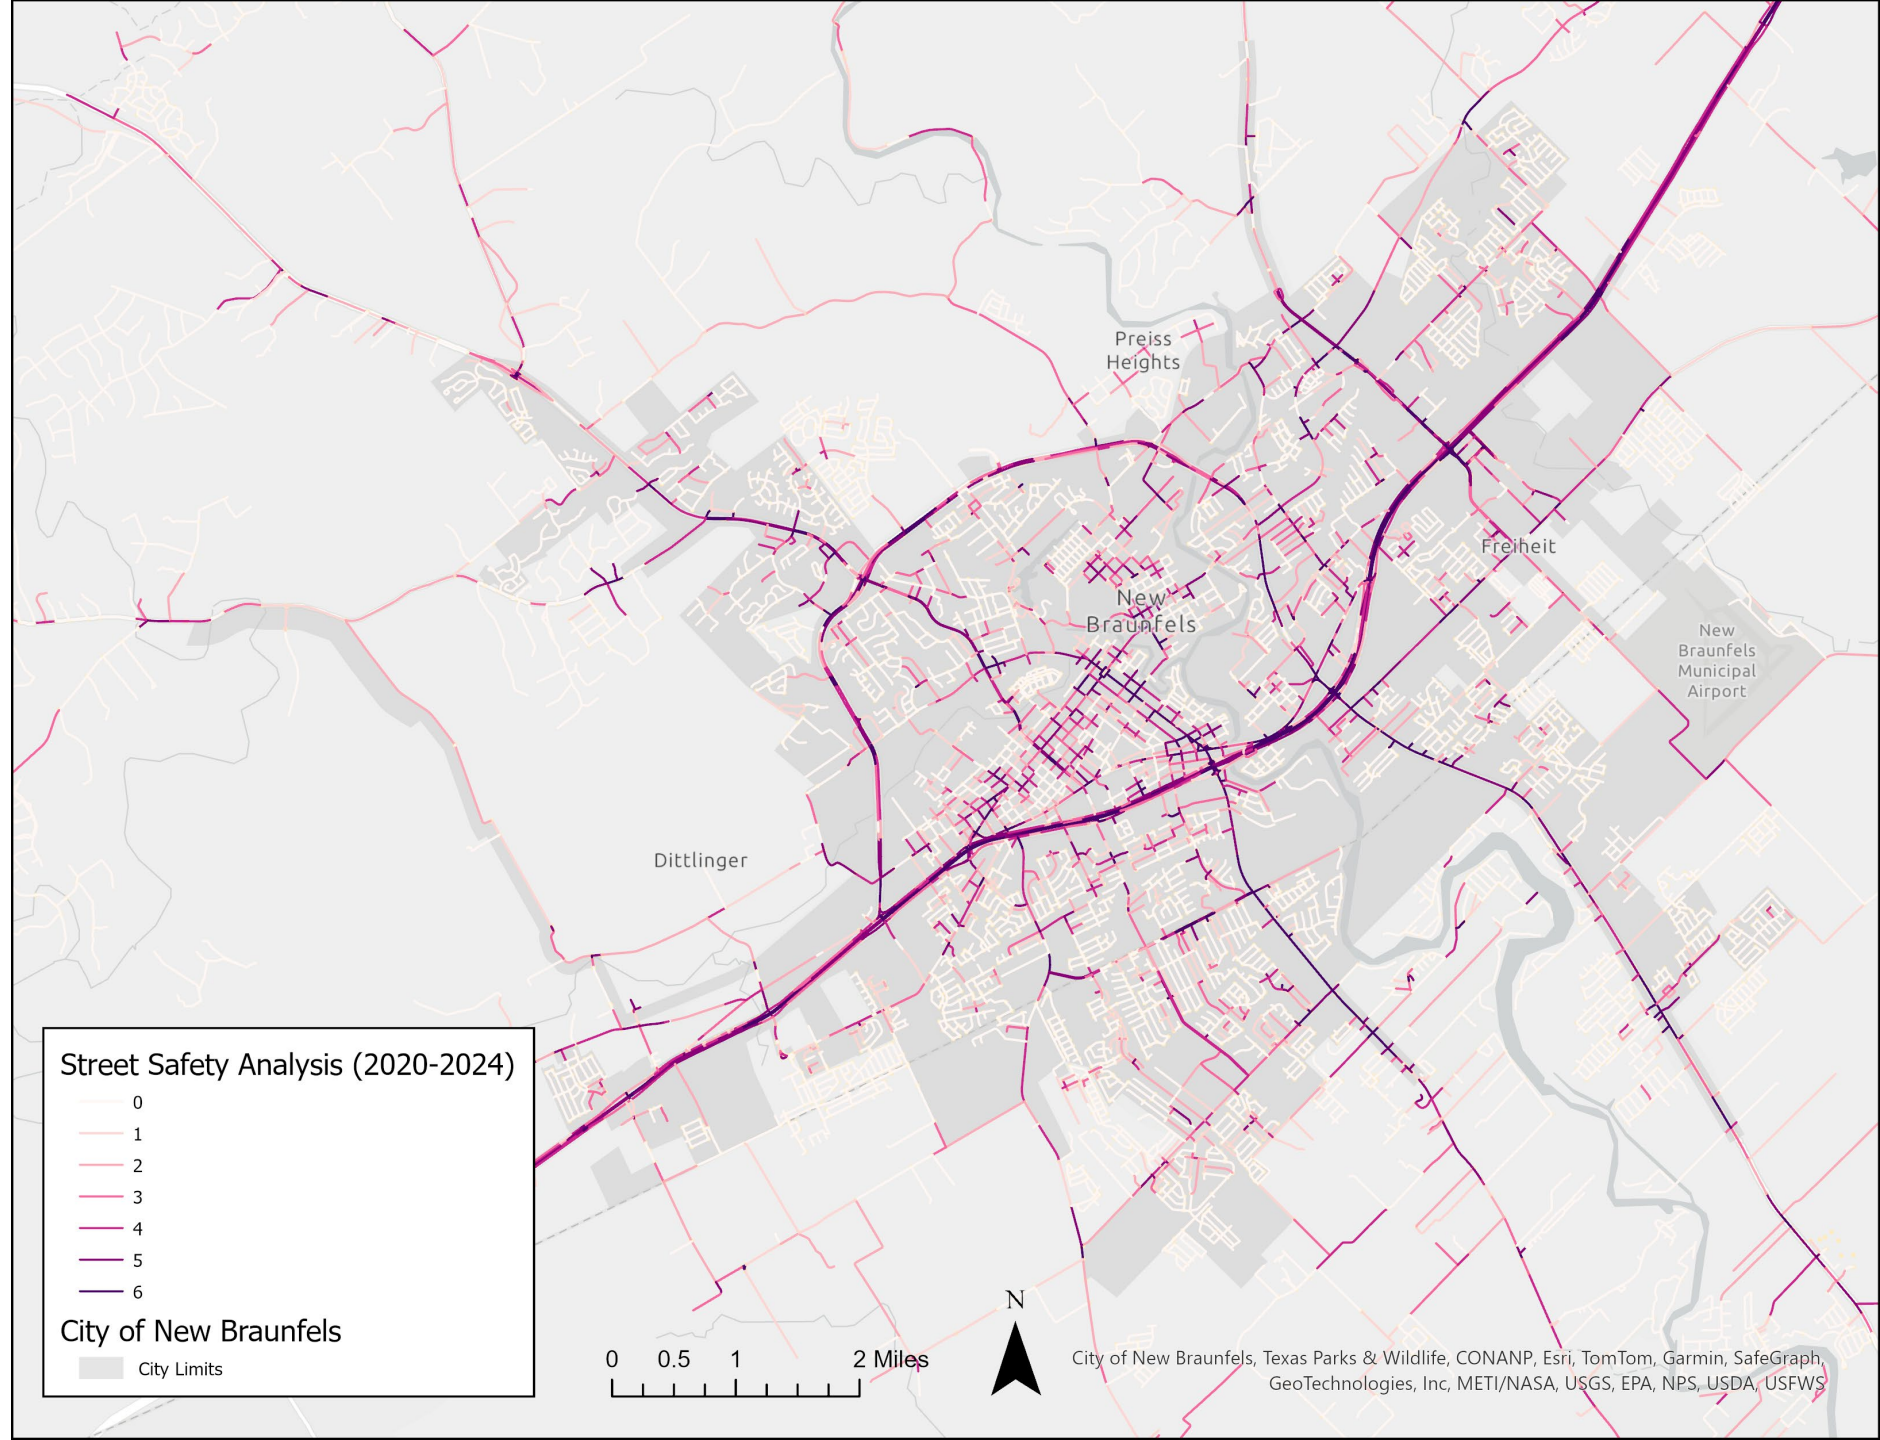 Preiss
Heights
Freiheit
New
Braunfels
New
Braunfels
Municipal
Airport
Dittlinger
Street Safety Analysis (2020-2024)
0
1
2
3
4
5
6
City of New Braunfels
City Limits
0 0.5 1 2 Miles
N
City of New Braunfels, Texas Parks & Wildlife, CONANP, Esri, TomTom, Garmin, SafeGraph,
GeoTechnologies, Inc, METI/NASA, USGS, EPA, NPS, USDA, USFWS